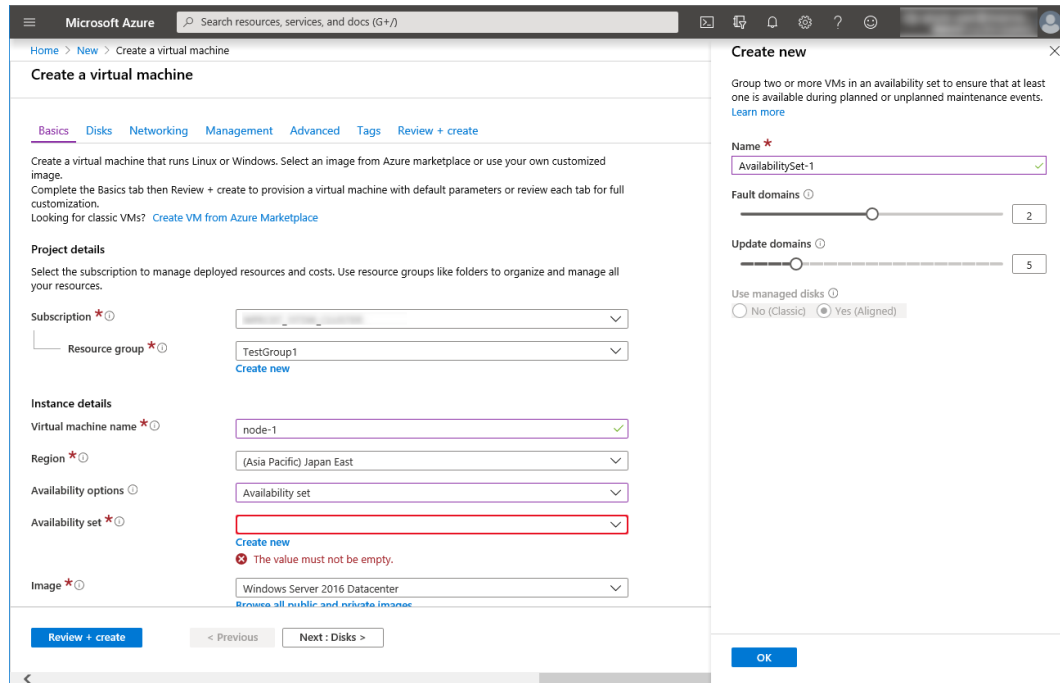 Microsoft Azure
Search resources, services, and docs (G+/)
Home > New > Create a virtual machine
Create a virtual machine
Basics Disks Networking Management Advanced Tags Review + create
Create a virtual machine that runs Linux or Windows. Select an image from Azure marketplace or use your own customized
image.
Complete the Basics tab then Review + create to provision a virtual machine with default parameters or review each tab for full
customization.
Looking for classic VMs? Create VM from Azure Marketplace
Project details
Select the subscription to manage deployed resources and costs. Use resource groups like folders to organize and manage all
your resources.
Subscription *
Resource group * TestGroup1
Create new
Instance details
Virtual machine name * node-1
Region * (Asia Pacific) Japan East
Availability options Availability set
Availability set *
Create new
The value must not be empty.
Image * Windows Server 2016 Datacenter
Browse all public and private images
Review + create < Previous Next : Disks >
Create new
Group two or more VMs in an availability set to ensure that at least
one is available during planned or unplanned maintenance events.
Learn more
Name *
AvailabilitySet-1
Fault domains
2
Update domains
5
Use managed disks
No (Classic) Yes (Aligned)
OK